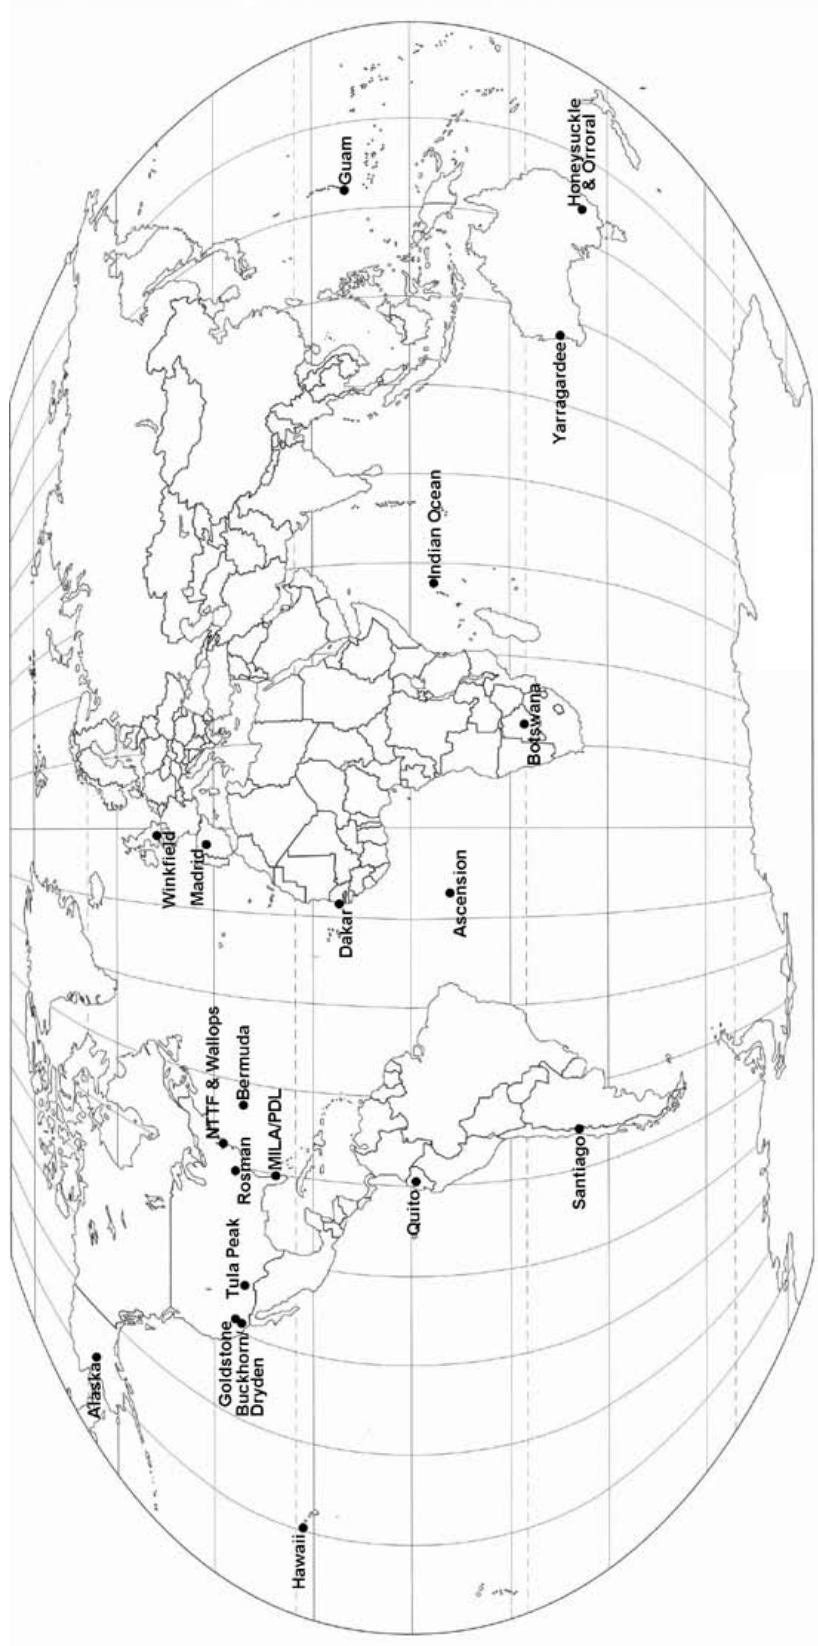 Alaska
Hawaii
Goldstone
Buckhorn/
Dryden
Tula Peak
Rosman
NTTF & Wallops
MILA/PDL
Bermuda
Quito
Santiago
Winkfield
Madrid
Dakar
Ascension
Botswana
Indian Ocean
Guam
Yarragardee
Honeysuckle
& Orroral